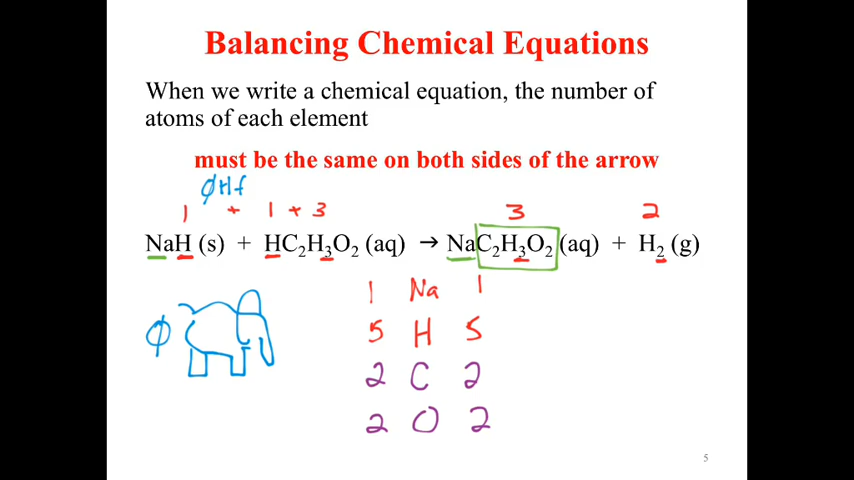 Balancing Chemical Equations
When we write a chemical equation, the number of
atoms of each element
must be the same on both sides of the arrow
ØHf
1 + 1 + 3 3 2
NaH (s) + HC₂H₃O₂ (aq) → NaC₂H₃O₂ (aq) + H₂ (g)
1 Na 1
5 H 5
2 C 2
2 O 2
Ø
5